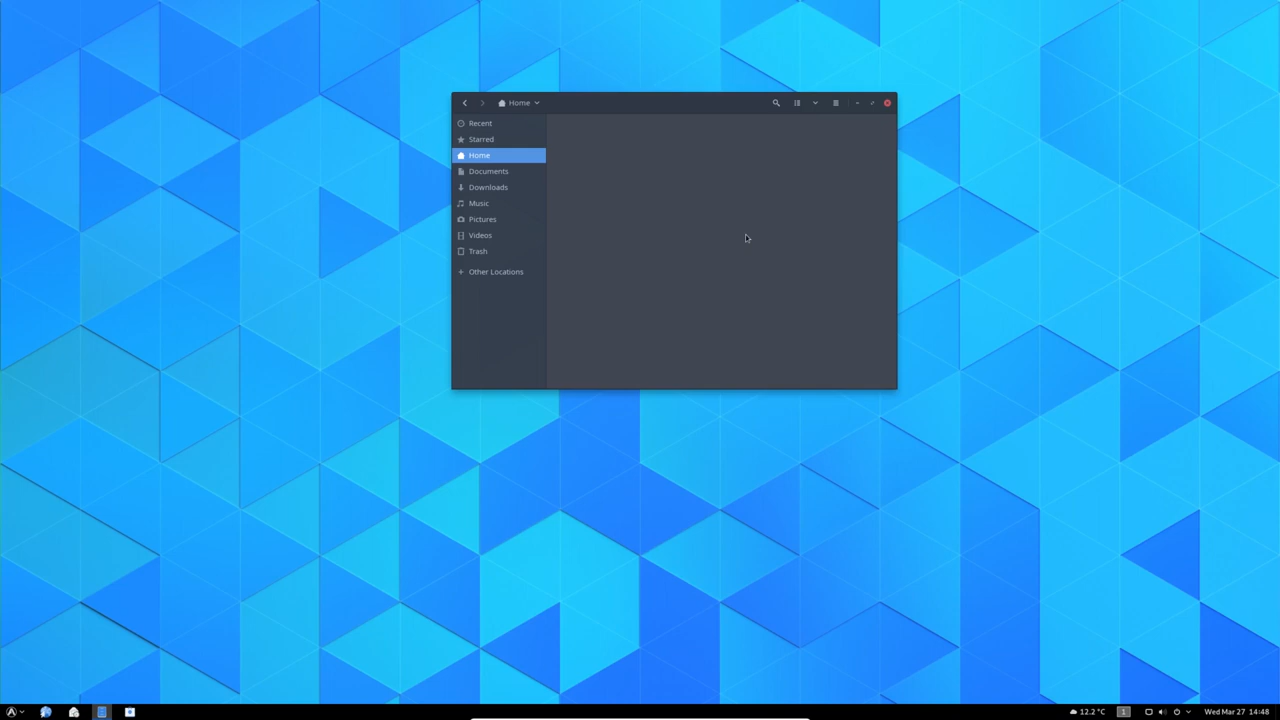 Home
Recent
Starred
Home
Documents
Downloads
Music
Pictures
Videos
Trash
Other Locations
12.2 °C 1 Wed Mar 27 14:48